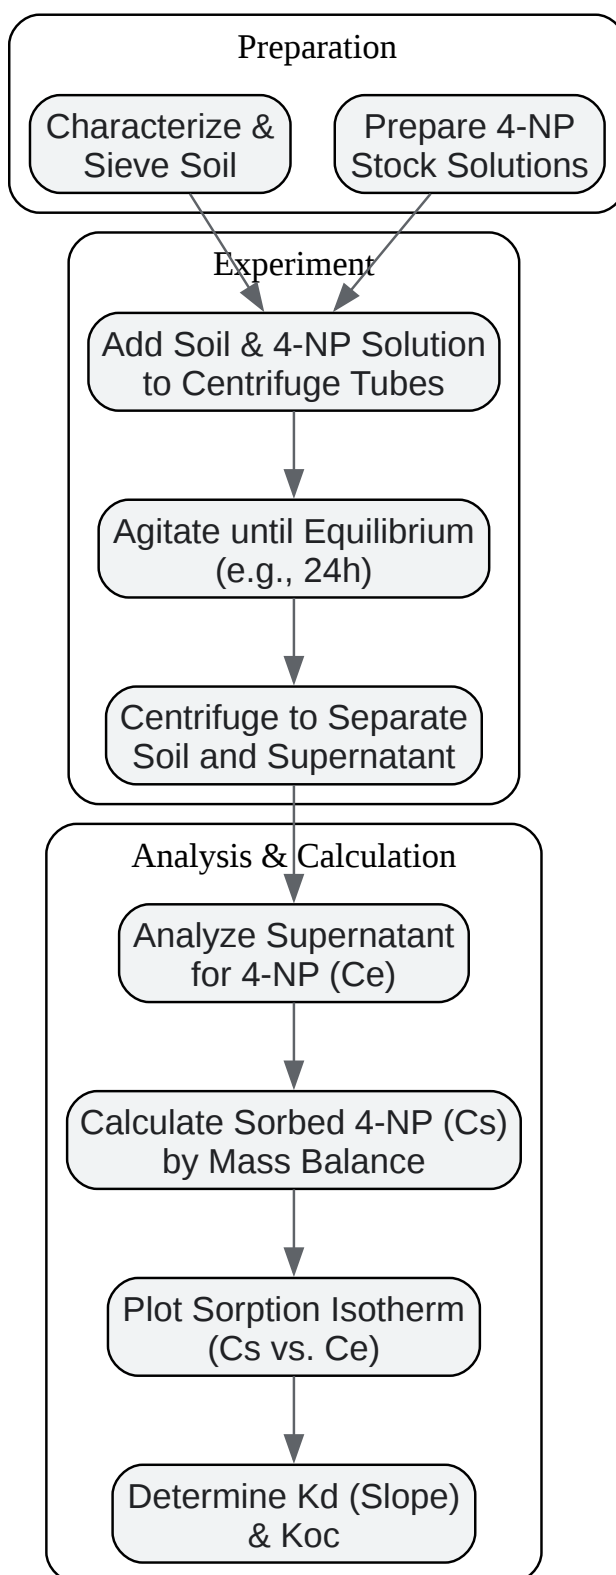 Preparation
Characterize &
Sieve Soil
Prepare 4-NP
Stock Solutions
Experiment
Add Soil & 4-NP Solution
to Centrifuge Tubes
Agitate until Equilibrium
(e.g., 24h)
Centrifuge to Separate
Soil and Supernatant
Analysis & Calculation
Analyze Supernatant
for 4-NP (Ce)
Calculate Sorbed 4-NP (Cs)
by Mass Balance
Plot Sorption Isotherm
(Cs vs. Ce)
Determine Kd (Slope)
& Koc